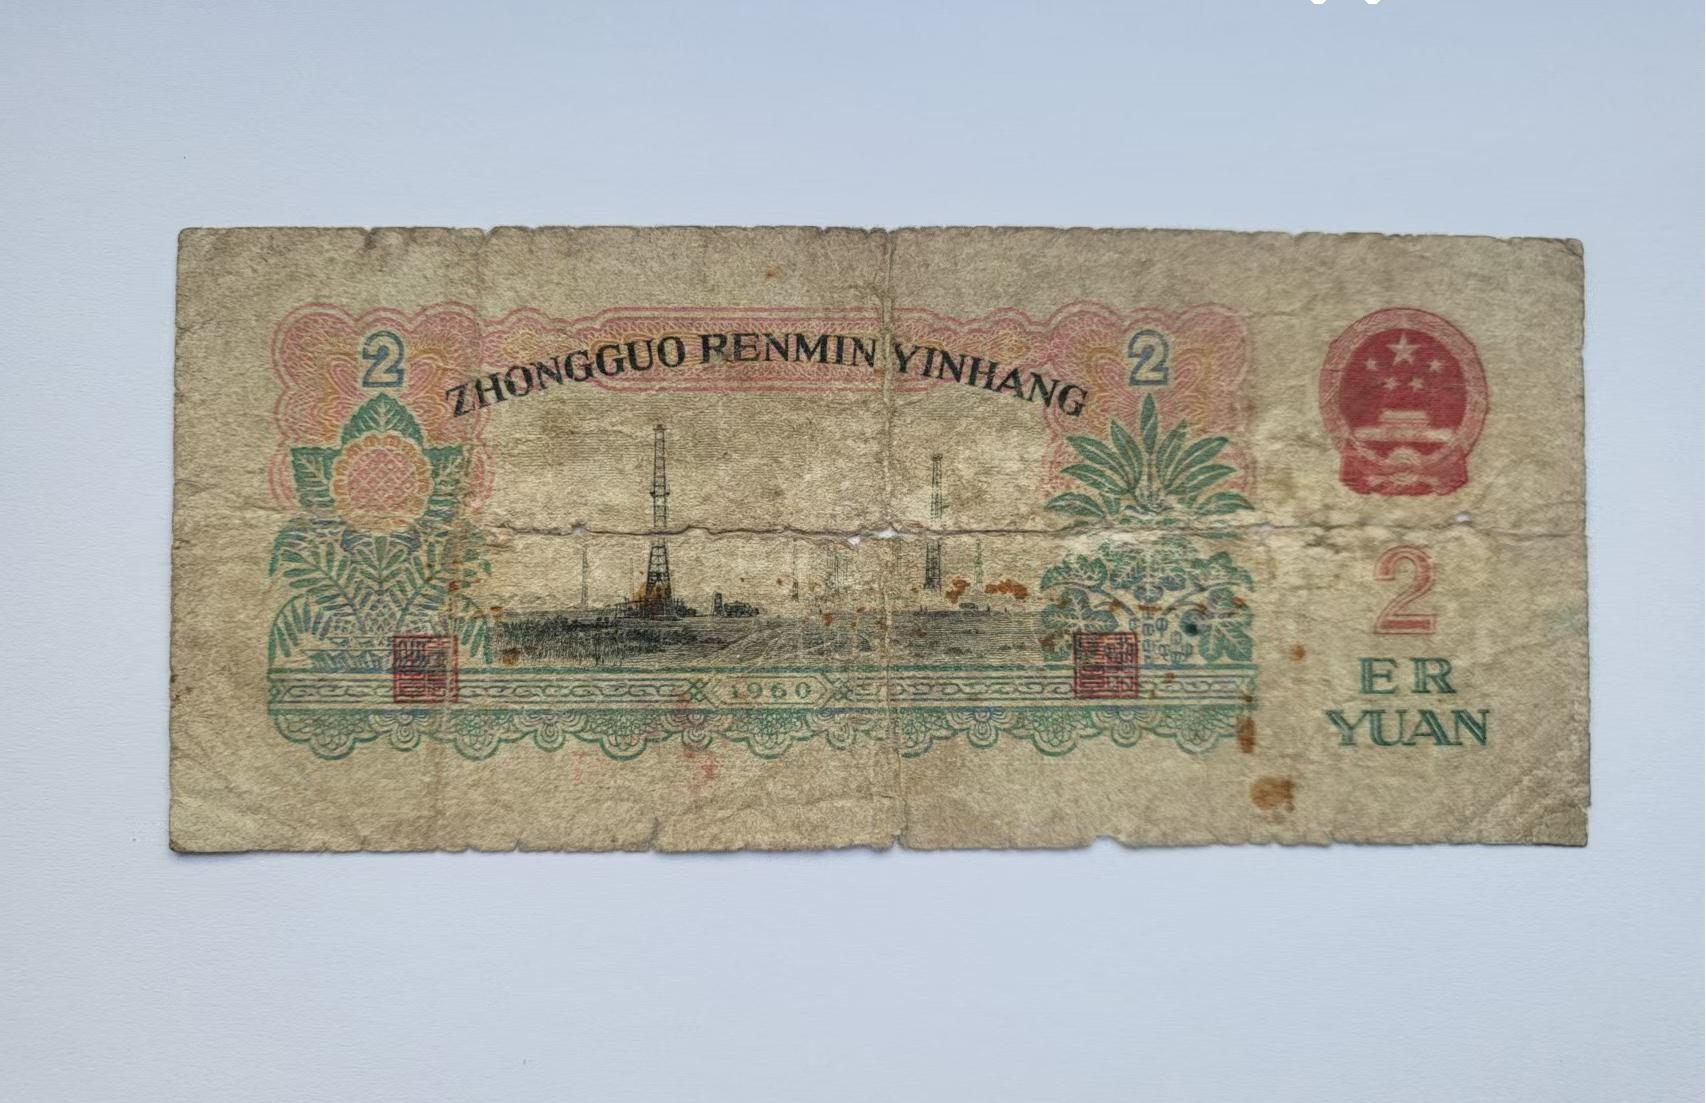 2
ZHONGGUO RENMIN YINHANG
2
2
ER
YUAN
1960